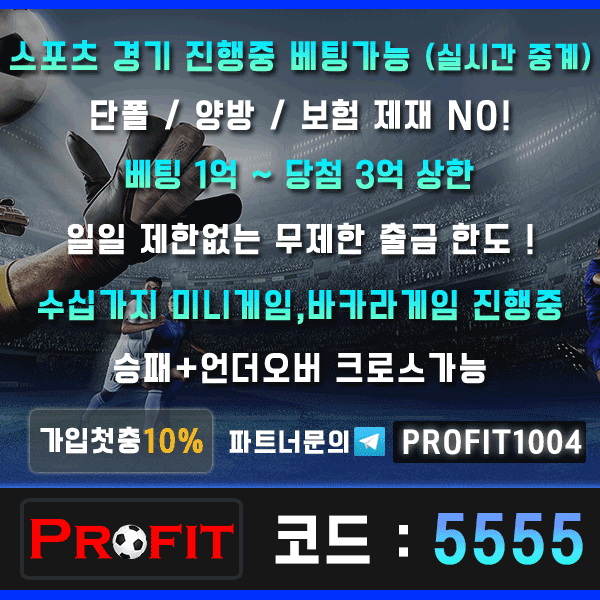 스포츠 경기 진행중 베팅가능 (실시간 중계)
단폴 / 양방 / 보험 제재 NO!
베팅 1억 ~ 당첨 3억 상한
일일 제한없는 무제한 출금 한도 !
수십가지 미니게임,바카라게임 진행중
승패+언더오버 크로스가능
가입첫충10% 파트너문의 PROFIT1004
PROFIT 코드 : 5555